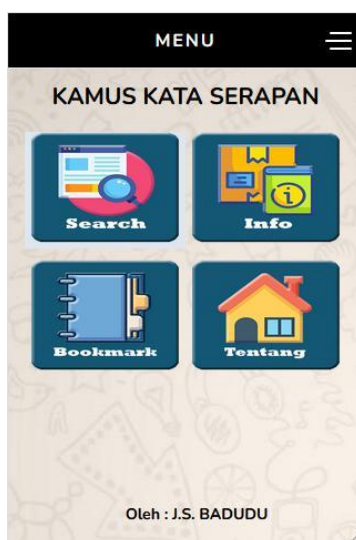 MENU
KAMUS KATA SERAPAN
Search
Info
Bookmark
Tentang
Oleh : J.S. BADUDU